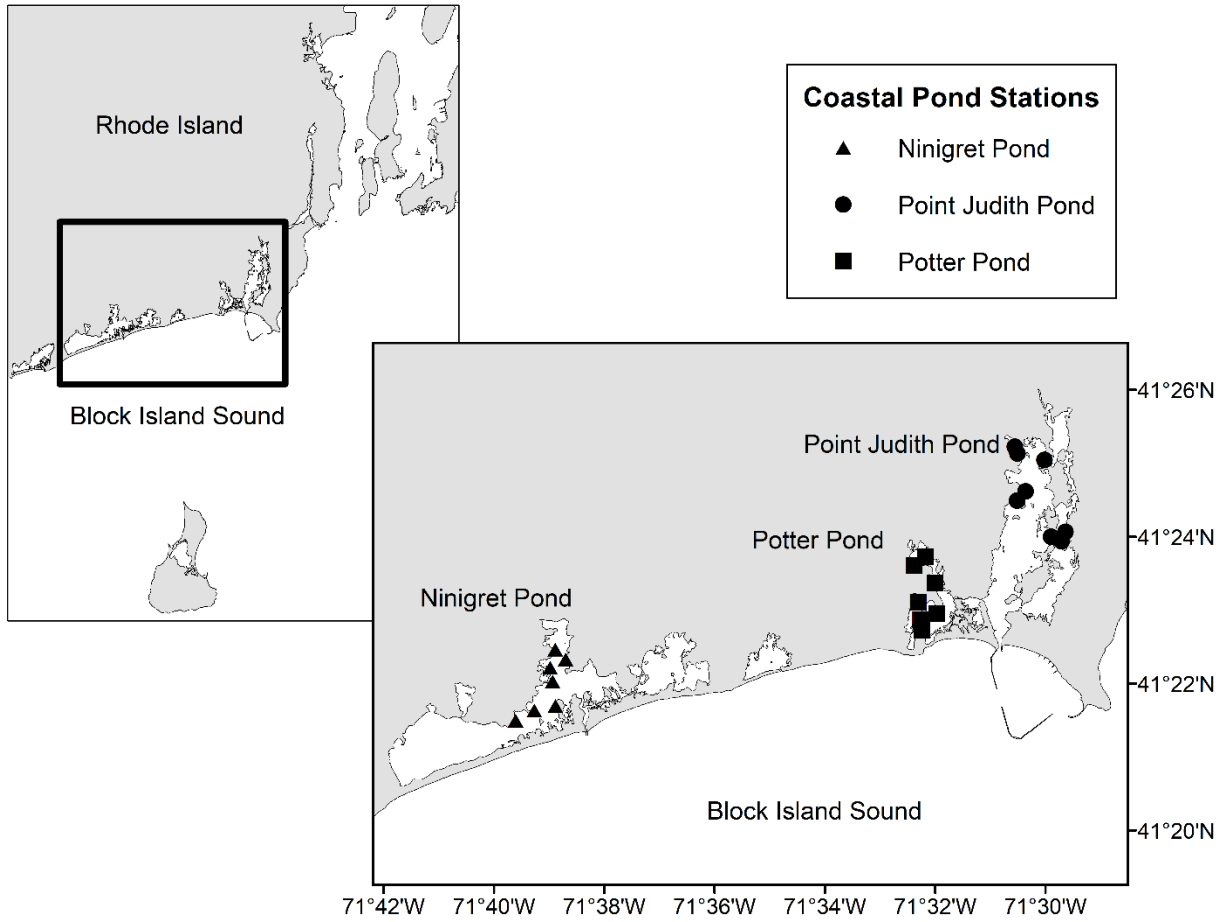 Rhode Island
Block Island Sound
Coastal Pond Stations
Ninigret Pond
Point Judith Pond
Potter Pond
Point Judith Pond
Potter Pond
Ninigret Pond
Block Island Sound
41°26'N
41°24'N
41°22'N
41°20'N
71°42'W 71°40'W 71°38'W 71°36'W 71°34'W 71°32'W 71°30'W